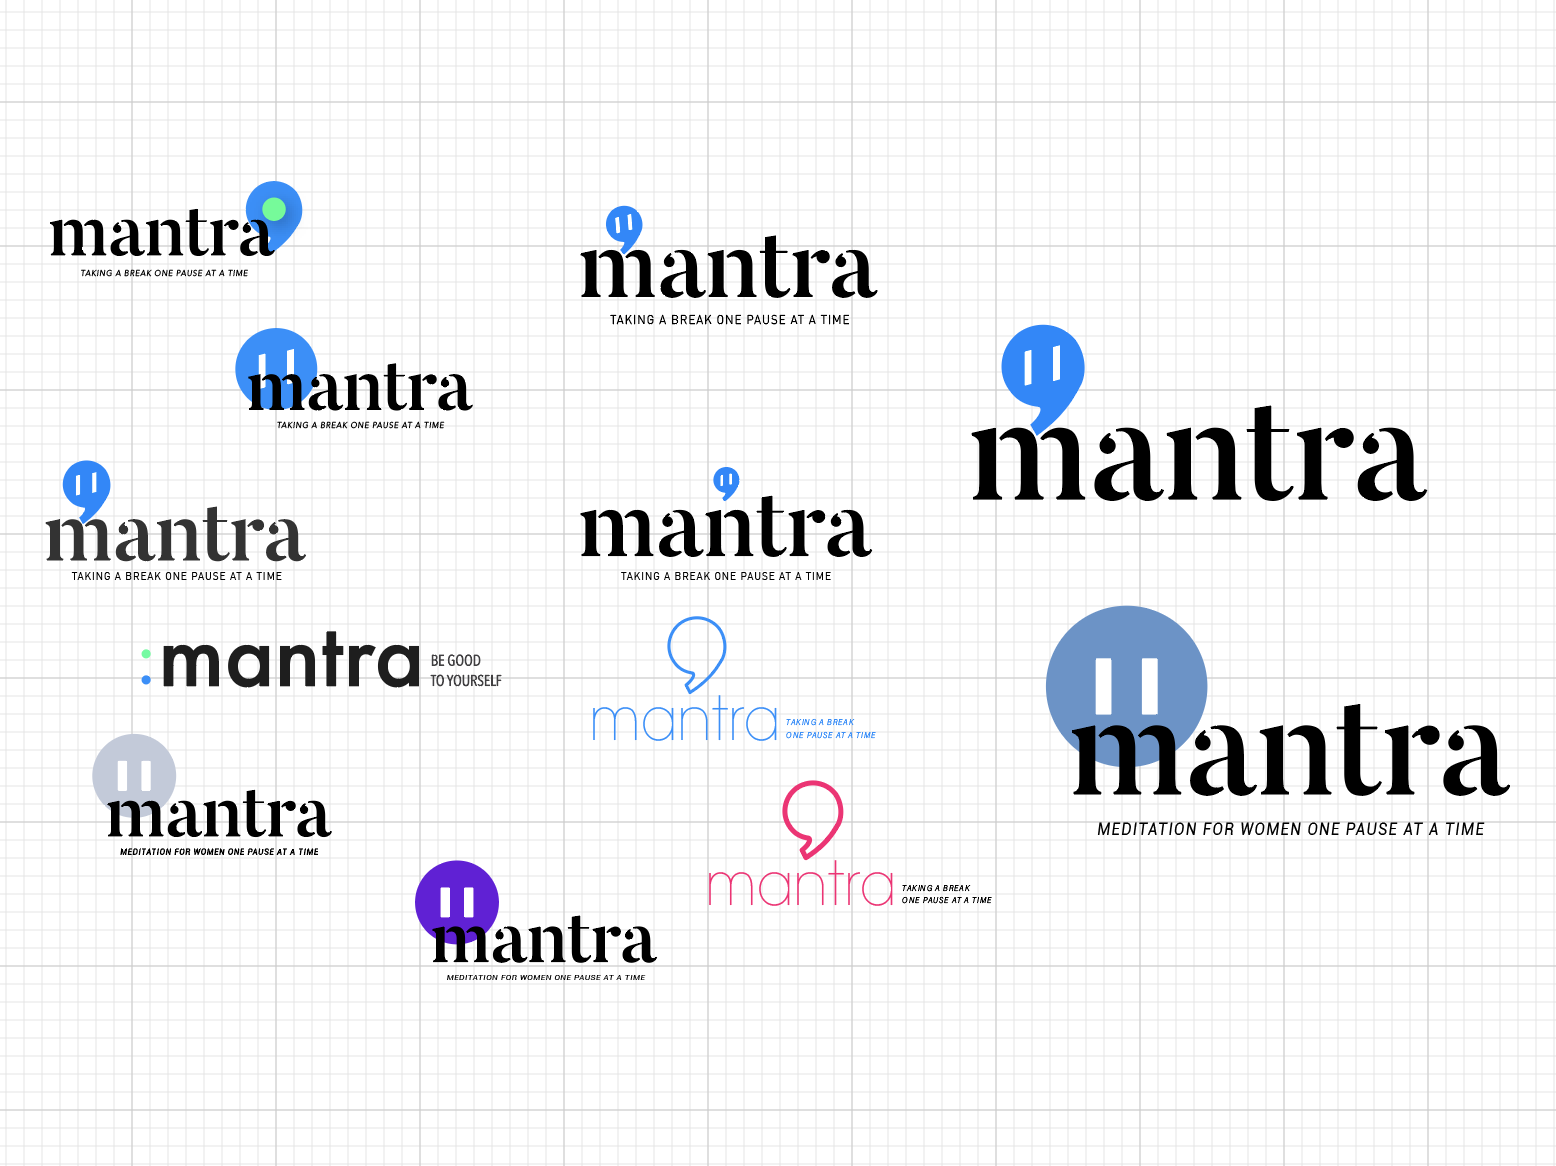 mantra
TAKING A BREAK ONE PAUSE AT A TIME
mantra
TAKING A BREAK ONE PAUSE AT A TIME
mantra
TAKING A BREAK ONE PAUSE AT A TIME
:mantra
BE GOOD
TO YOURSELF
mantra
MEDITATION FOR WOMEN ONE PAUSE AT A TIME
mantra
MEDITATION FOR WOMEN ONE PAUSE AT A TIME
mantra
TAKING A BREAK ONE PAUSE AT A TIME
mantra
TAKING A BREAK ONE PAUSE AT A TIME
mantra
TAKING A BREAK
ONE PAUSE AT A TIME
mantra
TAKING A BREAK
ONE PAUSE AT A TIME
mantra
mantra
MEDITATION FOR WOMEN ONE PAUSE AT A TIME